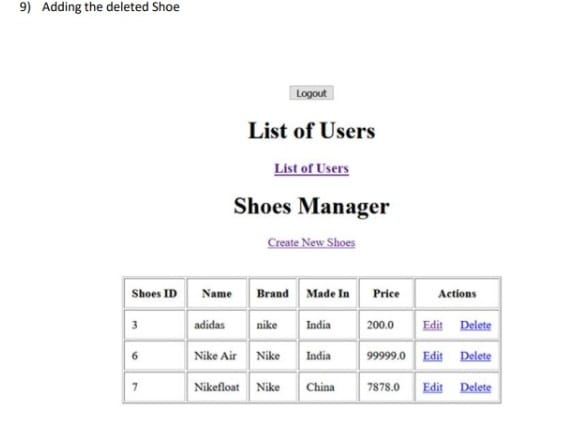 9) Adding the deleted Shoe
Logout
List of Users
List of Users
Shoes Manager
Create New Shoes
Shoes ID Name Brand Made In Price Actions
3 adidas nike India 200.0 Edit Delete
6 Nike Air Nike India 99999.0 Edit Delete
7 Nikefloat Nike China 7878.0 Edit Delete